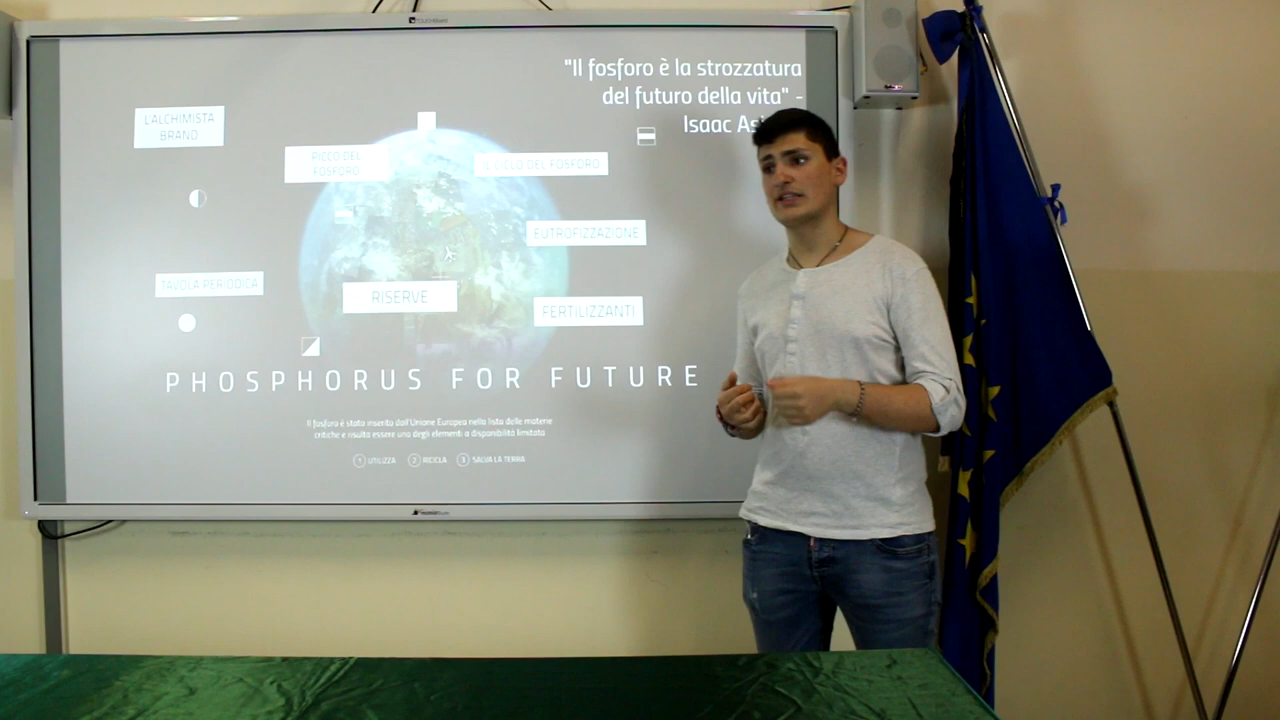 "Il fosforo è la strozzatura
del futuro della vita" -
Isaac
L'ALCHIMISTA
BRAND
PICCO DEL
FOSFORO
IL CICLO DEL FOSFORO
EUTROFIZZAZIONE
TAVOLA PERIODICA
RISERVE
FERTILIZZANTI
PHOSPHORUS FOR FUTURE
Il fosforo è stato inserito dall'Unione Europea nella lista delle materie
critiche e risulta essere uno degli elementi a disponibilità limitata
1 UTILIZZA 2 RICICLA 3 SALVA LA TERRA